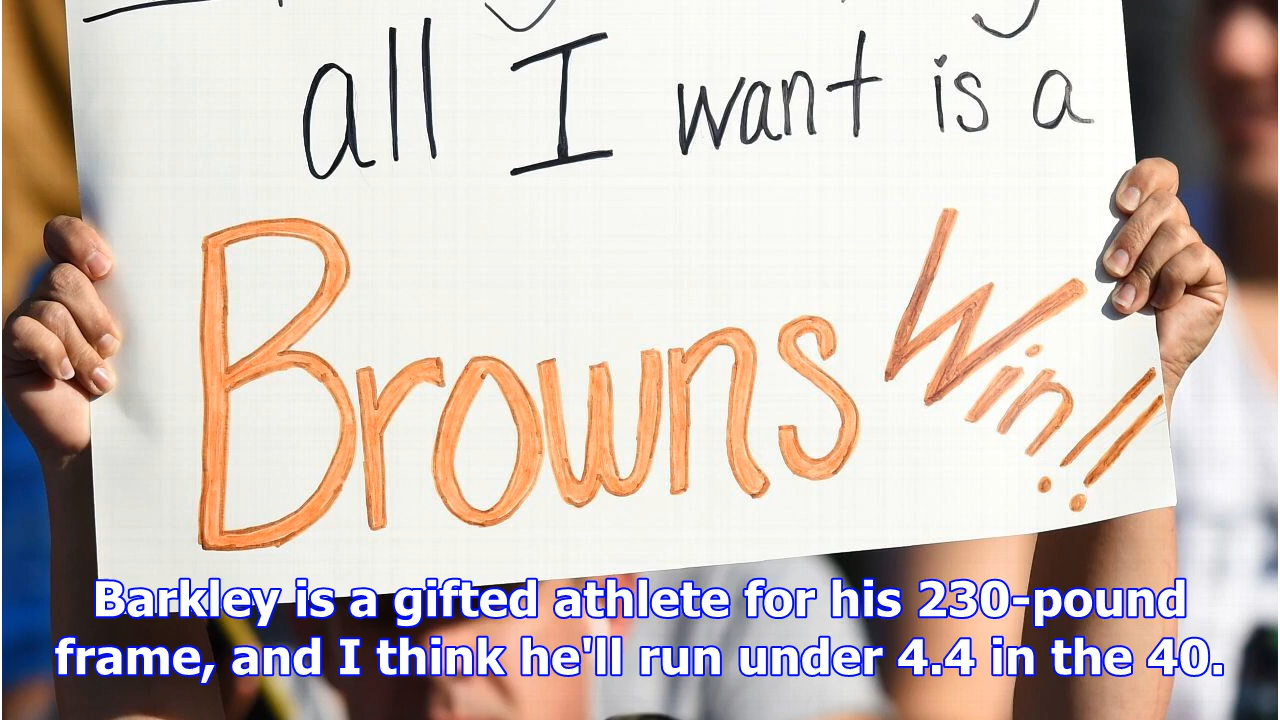 all I want is a
Browns Win!!
Barkley is a gifted athlete for his 230-pound
frame, and I think he'll run under 4.4 in the 40.